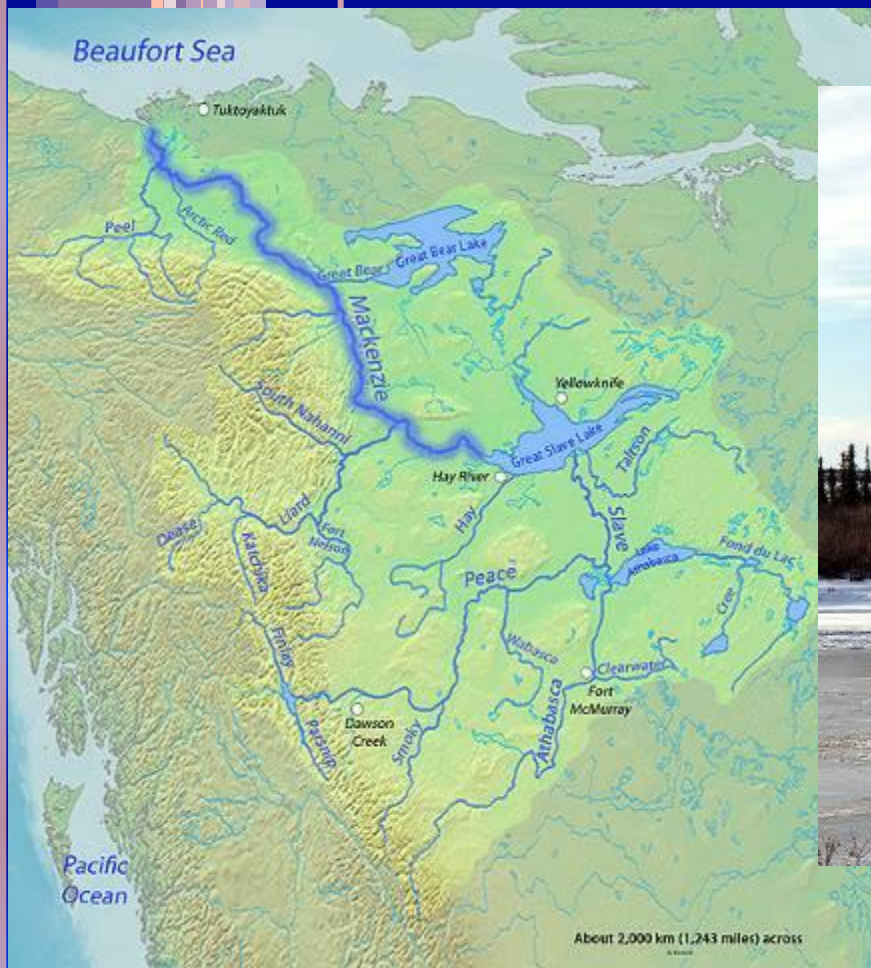 Beaufort Sea
Tuktoyaktuk
Peel
Arctic Red
Great Bear
Great Bear Lake
Mackenzie
Yellowknife
South Nahanni
Great Slave Lake
Taltson
Hay River
Liard
Hay
Slave
Dease
Fort
Nelson
Katchika
Peace
Lake
Athabasca
Fond du Lac
Finlay
Wabasca
Cree
Clearwater
Fort
McMurray
Dawson
Creek
Parsnip
Smoky
Athabasca
Pacific
Ocean
About 2,000 km (1,243 miles) across